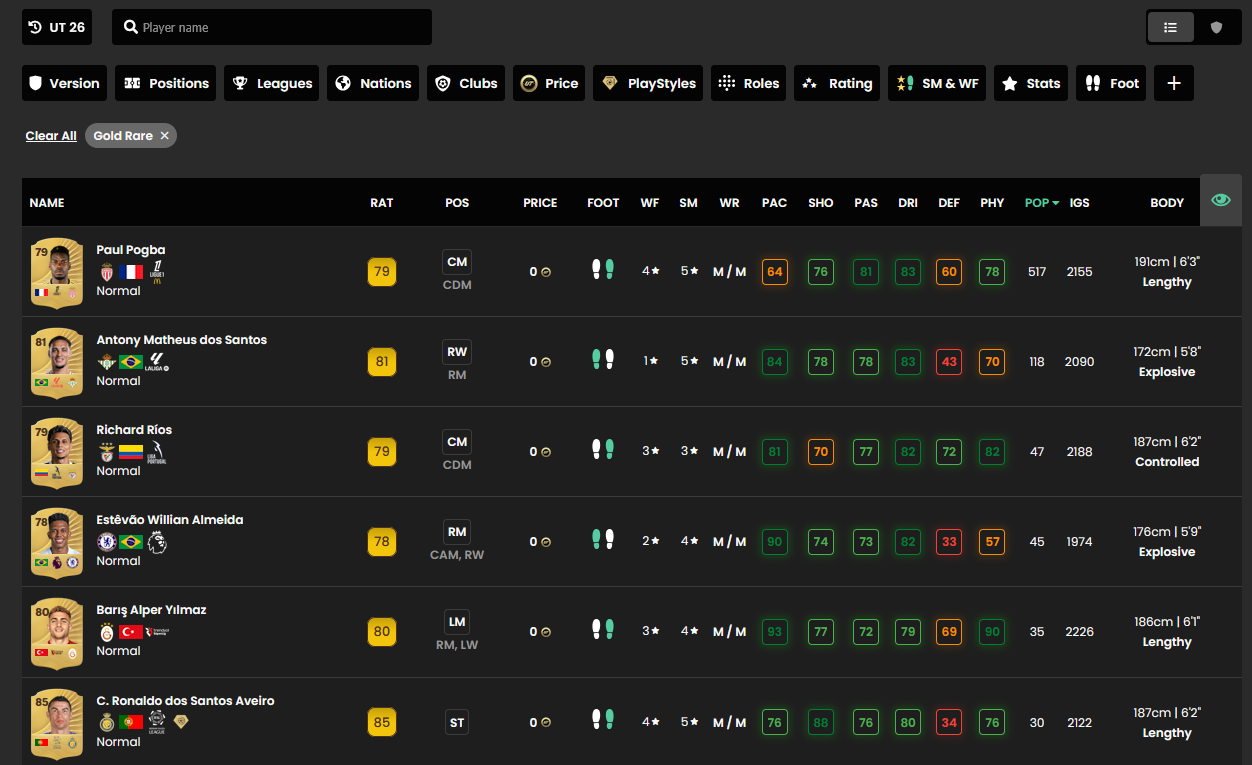 UT 26
Player name
Version Positions Leagues Nations Clubs Price PlayStyles Roles Rating SM & WF Stats Foot +
Clear All Gold Rare ×
NAME RAT POS PRICE FOOT WF SM WR PAC SHO PAS DRI DEF PHY POP IGS BODY
79
Paul Pogba
LIGUE 1
Normal
79
CM
CDM
0
4★ 5★ M / M 64 76 81 83 60 78 517 2155
191cm | 6'3"
Lengthy
81
Antony Matheus dos Santos
LALIGA
Normal
81
RW
RM
0
1★ 5★ M / M 84 78 78 83 43 70 118 2090
172cm | 5'8"
Explosive
79
Richard Ríos
LIGA
PORTUGAL
Normal
79
CM
CDM
0
3★ 3★ M / M 81 70 77 82 72 82 47 2188
187cm | 6'2"
Controlled
78
Estêvão Willian Almeida
Normal
78
RM
CAM, RW
0
2★ 4★ M / M 90 74 73 82 33 57 45 1974
176cm | 5'9"
Explosive
80
Barış Alper Yılmaz
Normal
80
LM
RM, LW
0
3★ 4★ M / M 93 77 72 79 69 90 35 2226
186cm | 6'1"
Lengthy
85
C. Ronaldo dos Santos Aveiro
Normal
85
ST
0
4★ 5★ M / M 76 88 76 80 34 76 30 2122
187cm | 6'2"
Lengthy